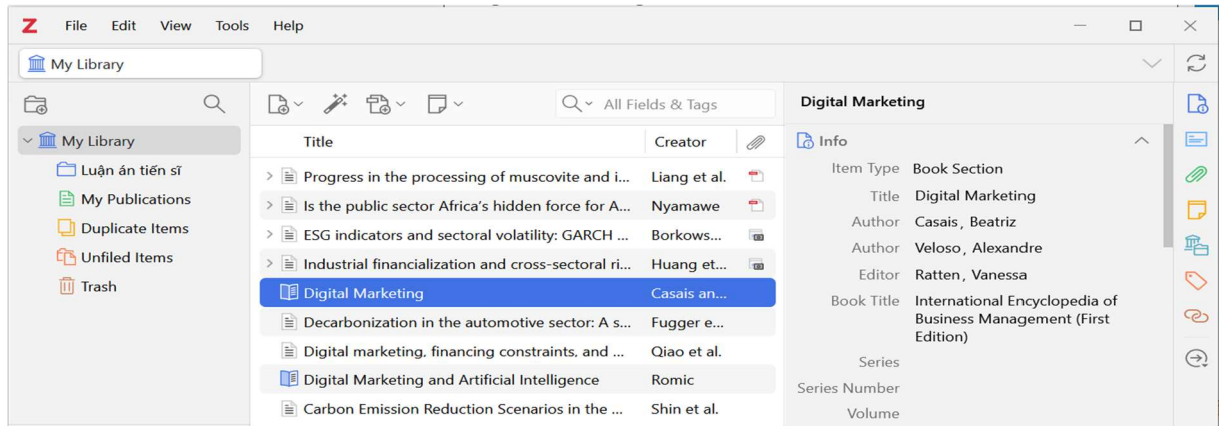 Z File Edit View Tools Help
My Library
My Library
Luận án tiến sĩ
My Publications
Duplicate Items
Unfiled Items
Trash
All Fields & Tags
Title Creator
Progress in the processing of muscovite and i... Liang et al.
Is the public sector Africa's hidden force for A... Nyamawe
ESG indicators and sectoral volatility: GARCH ... Borkows...
Industrial financialization and cross-sectoral ri... Huang et...
Digital Marketing Casais an...
Decarbonization in the automotive sector: A s... Fugger e...
Digital marketing, financing constraints, and ... Qiao et al.
Digital Marketing and Artificial Intelligence Romic
Carbon Emission Reduction Scenarios in the ... Shin et al.
Digital Marketing
Info
Item Type Book Section
Title Digital Marketing
Author Casais, Beatriz
Author Veloso, Alexandre
Editor Ratten, Vanessa
Book Title International Encyclopedia of
Business Management (First
Edition)
Series
Series Number
Volume